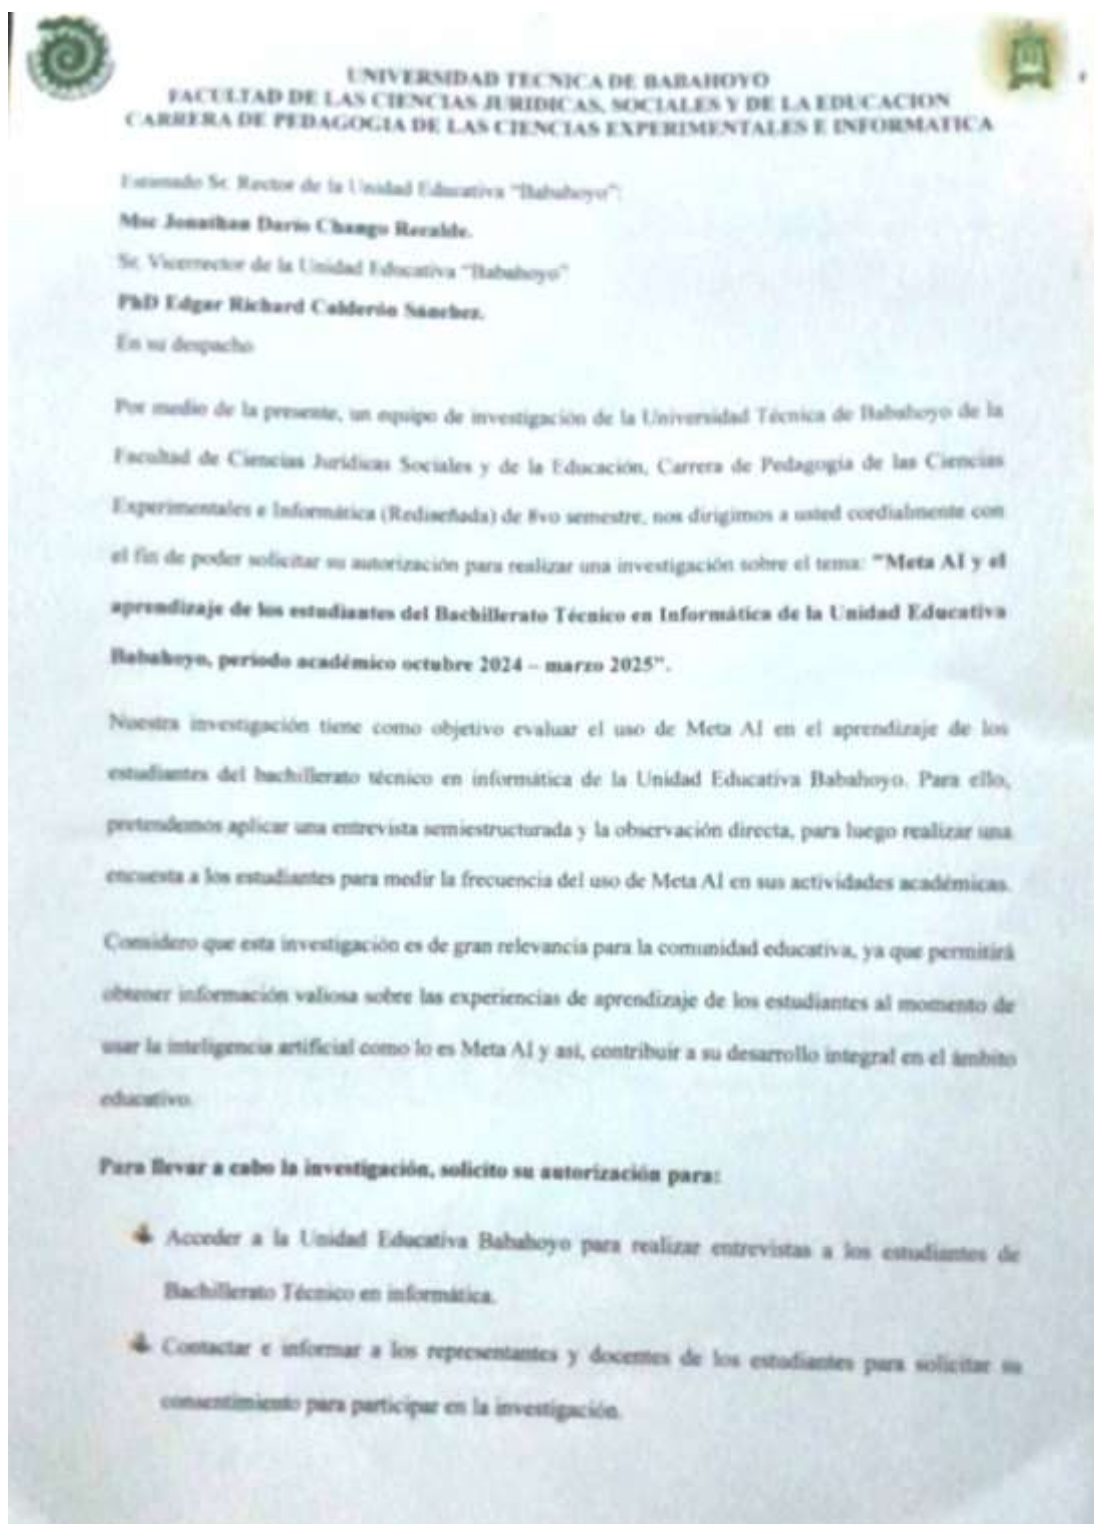 UNIVERSIDAD TECNICA DE BABAHOYO
FACULTAD DE LAS CIENCIAS JURIDICAS, SOCIALES Y DE LA EDUCACION
CARRERA DE PEDAGOGIA DE LAS CIENCIAS EXPERIMENTALES E INFORMATICA
Estimado Sr. Rector de la Unidad Educativa "Babahoyo":
Msc Jonathan Darío Chango Recalde.
Sr. Vicerrector de la Unidad Educativa "Babahoyo"
PhD Edgar Richard Calderón Sánchez.
En su despacho
Por medio de la presente, un equipo de investigación de la Universidad Técnica de Babahoyo de la
Facultad de Ciencias Jurídicas Sociales y de la Educación, Carrera de Pedagogía de las Ciencias
Experimentales e Informática (Rediseñada) de 8vo semestre, nos dirigimos a usted cordialmente con
el fin de poder solicitar su autorización para realizar una investigación sobre el tema: "Meta AI y el
aprendizaje de los estudiantes del Bachillerato Técnico en Informática de la Unidad Educativa
Babahoyo, período académico octubre 2024 – marzo 2025".
Nuestra investigación tiene como objetivo evaluar el uso de Meta AI en el aprendizaje de los
estudiantes del bachillerato técnico en informática de la Unidad Educativa Babahoyo. Para ello,
pretendemos aplicar una entrevista semiestructurada y la observación directa, para luego realizar una
encuesta a los estudiantes para medir la frecuencia del uso de Meta AI en sus actividades académicas.
Considero que esta investigación es de gran relevancia para la comunidad educativa, ya que permitirá
obtener información valiosa sobre las experiencias de aprendizaje de los estudiantes al momento de
usar la inteligencia artificial como lo es Meta AI y así, contribuir a su desarrollo integral en el ámbito
educativo.
Para llevar a cabo la investigación, solicito su autorización para:
Acceder a la Unidad Educativa Babahoyo para realizar entrevistas a los estudiantes de
Bachillerato Técnico en informática.
Contactar e informar a los representantes y docentes de los estudiantes para solicitar su
consentimiento para participar en la investigación.